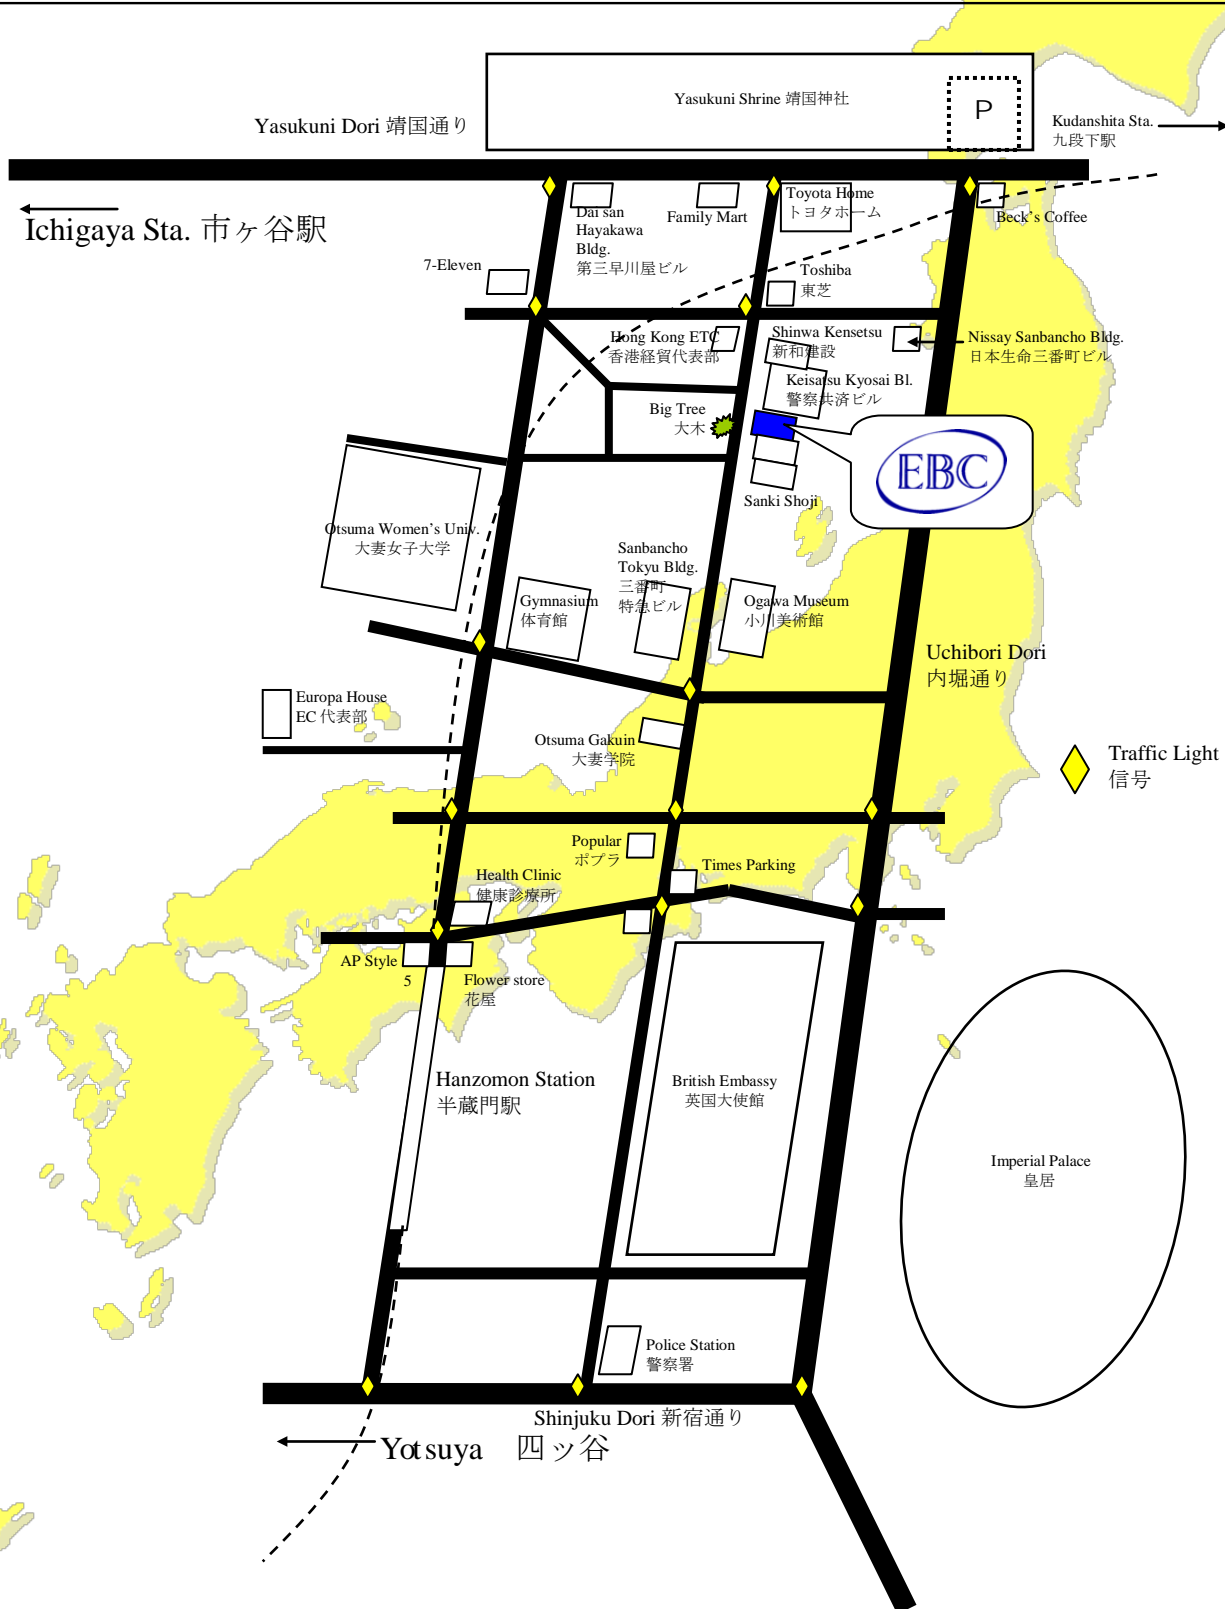 Yasukuni Shrine 靖国神社
P
Yasukuni Dori 靖国通り
Kudanshita Sta.
九段下駅
Ichigaya Sta. 市ヶ谷駅
Dai san
Hayakawa
Bldg.
第三早川屋ビル
Family Mart
Toyota Home
トヨタホーム
Beck's Coffee
7-Eleven
Toshiba
東芝
Hong Kong ETC
香港経貿代表部
Shinwa Kensetsu
新和建設
Nissay Sanbancho Bldg.
日本生命三番町ビル
Keisatsu Kyosai Bl.
警察共済ビル
Big Tree
大木
EBC
Sanki Shoji
Otsuma Women's Univ.
大妻女子大学
Sanbancho
Tokyu Bldg.
三番町
特急ビル
Gymnasium
体育館
Ogawa Museum
小川美術館
Uchibori Dori
内堀通り
Europa House
EC 代表部
Otsuma Gakuin
大妻学院
Traffic Light
信号
Popular
ポプラ
Times Parking
Health Clinic
健康診療所
AP Style
5
Flower store
花屋
Hanzomon Station
半蔵門駅
British Embassy
英国大使館
Imperial Palace
皇居
Police Station
警察署
Shinjuku Dori 新宿通り
Yotsuya 四ッ谷